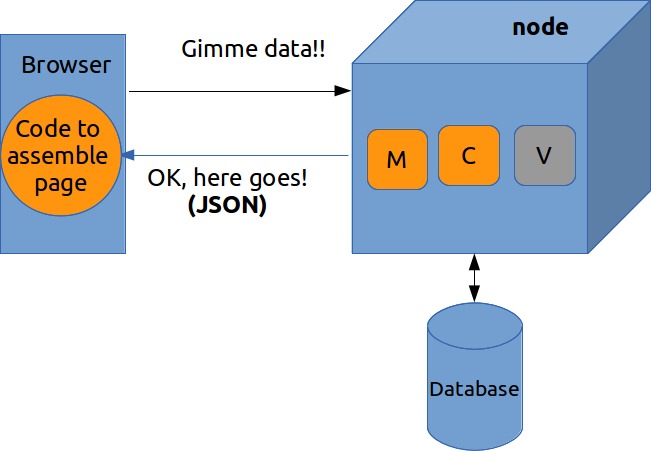 node
Gimme data!!
Browser
Code to
assemble
page
M
C
V
OK, here goes!
(JSON)
Database